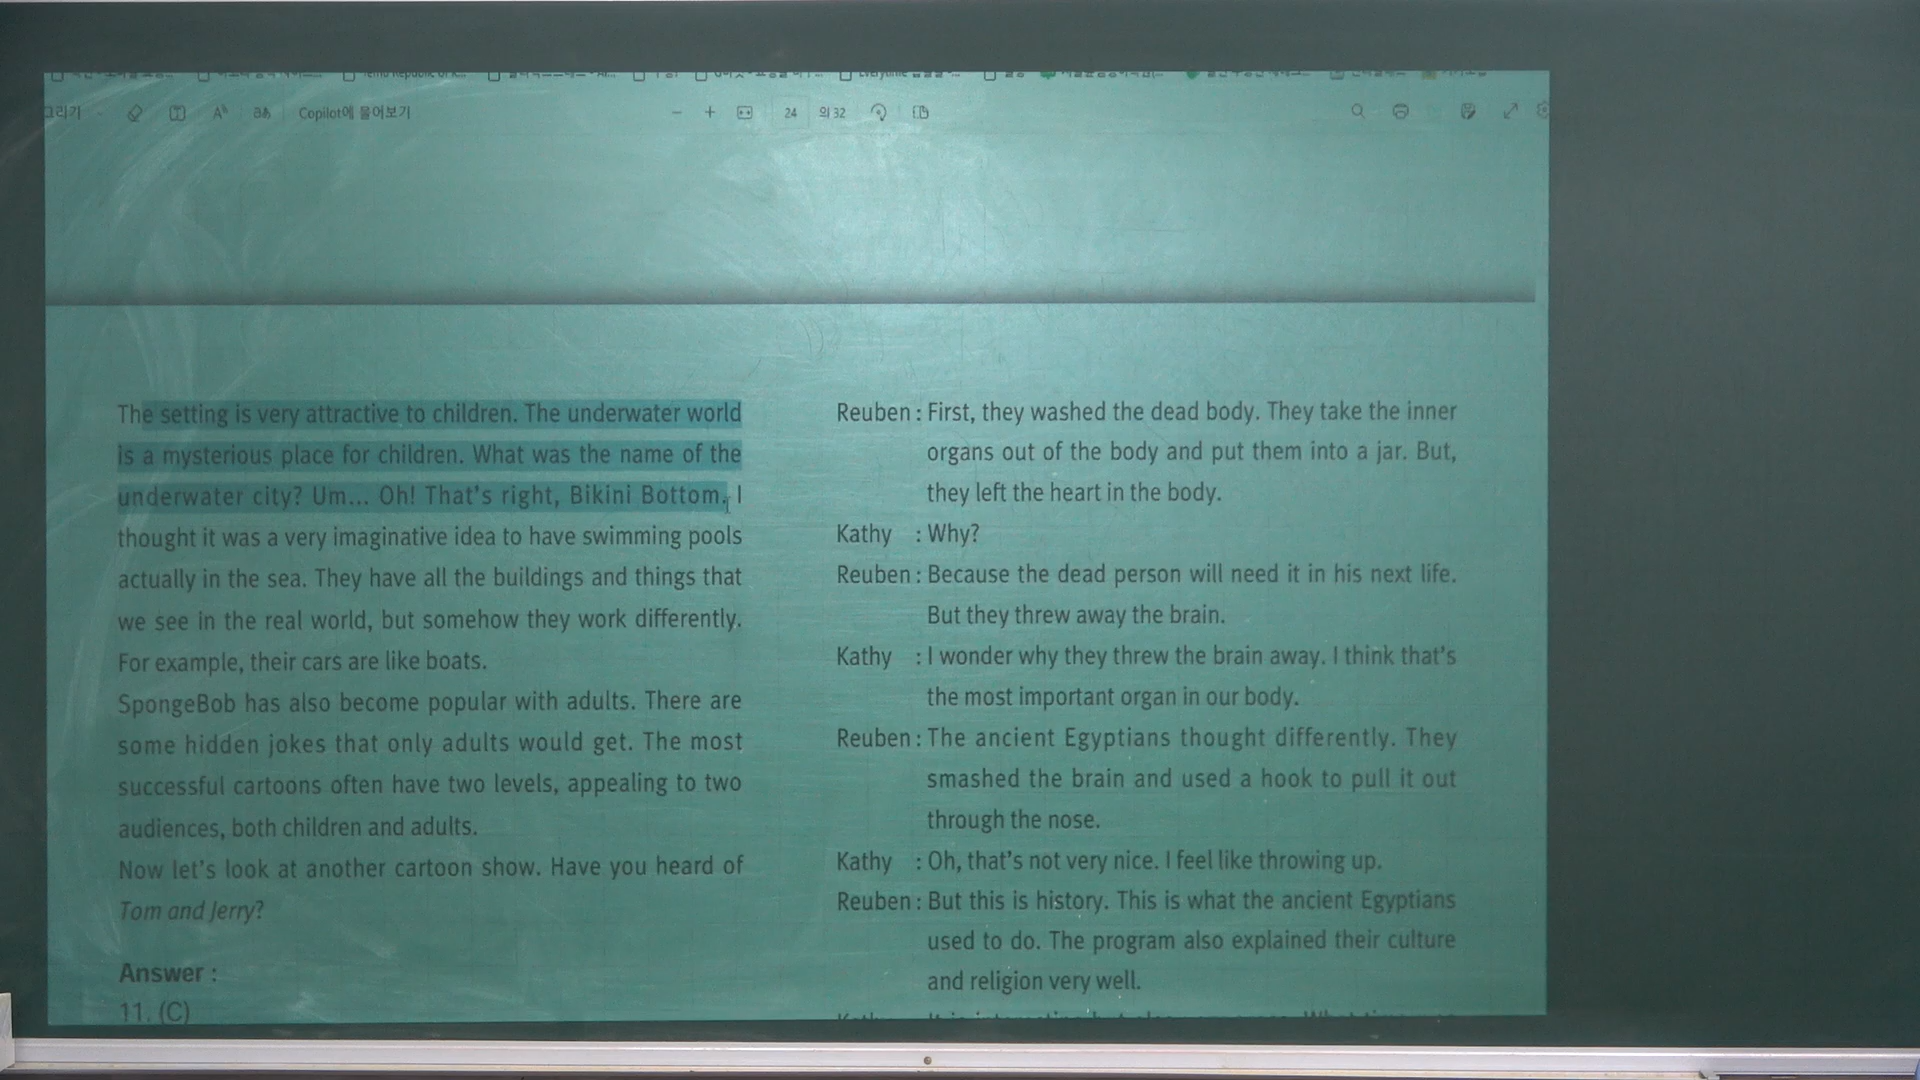 그리기
Copilot에 물어보기
24 의 32
The setting is very attractive to children. The underwater world
is a mysterious place for children. What was the name of the
underwater city? Um... Oh! That's right, Bikini Bottom. I
thought it was a very imaginative idea to have swimming pools
actually in the sea. They have all the buildings and things that
we see in the real world, but somehow they work differently.
For example, their cars are like boats.
SpongeBob has also become popular with adults. There are
some hidden jokes that only adults would get. The most
successful cartoons often have two levels, appealing to two
audiences, both children and adults.
Now let's look at another cartoon show. Have you heard of
Tom and Jerry?
Answer :
11. (C)
Reuben : First, they washed the dead body. They take the inner
organs out of the body and put them into a jar. But,
they left the heart in the body.
Kathy : Why?
Reuben : Because the dead person will need it in his next life.
But they threw away the brain.
Kathy : I wonder why they threw the brain away. I think that's
the most important organ in our body.
Reuben : The ancient Egyptians thought differently. They
smashed the brain and used a hook to pull it out
through the nose.
Kathy : Oh, that's not very nice. I feel like throwing up.
Reuben : But this is history. This is what the ancient Egyptians
used to do. The program also explained their culture
and religion very well.